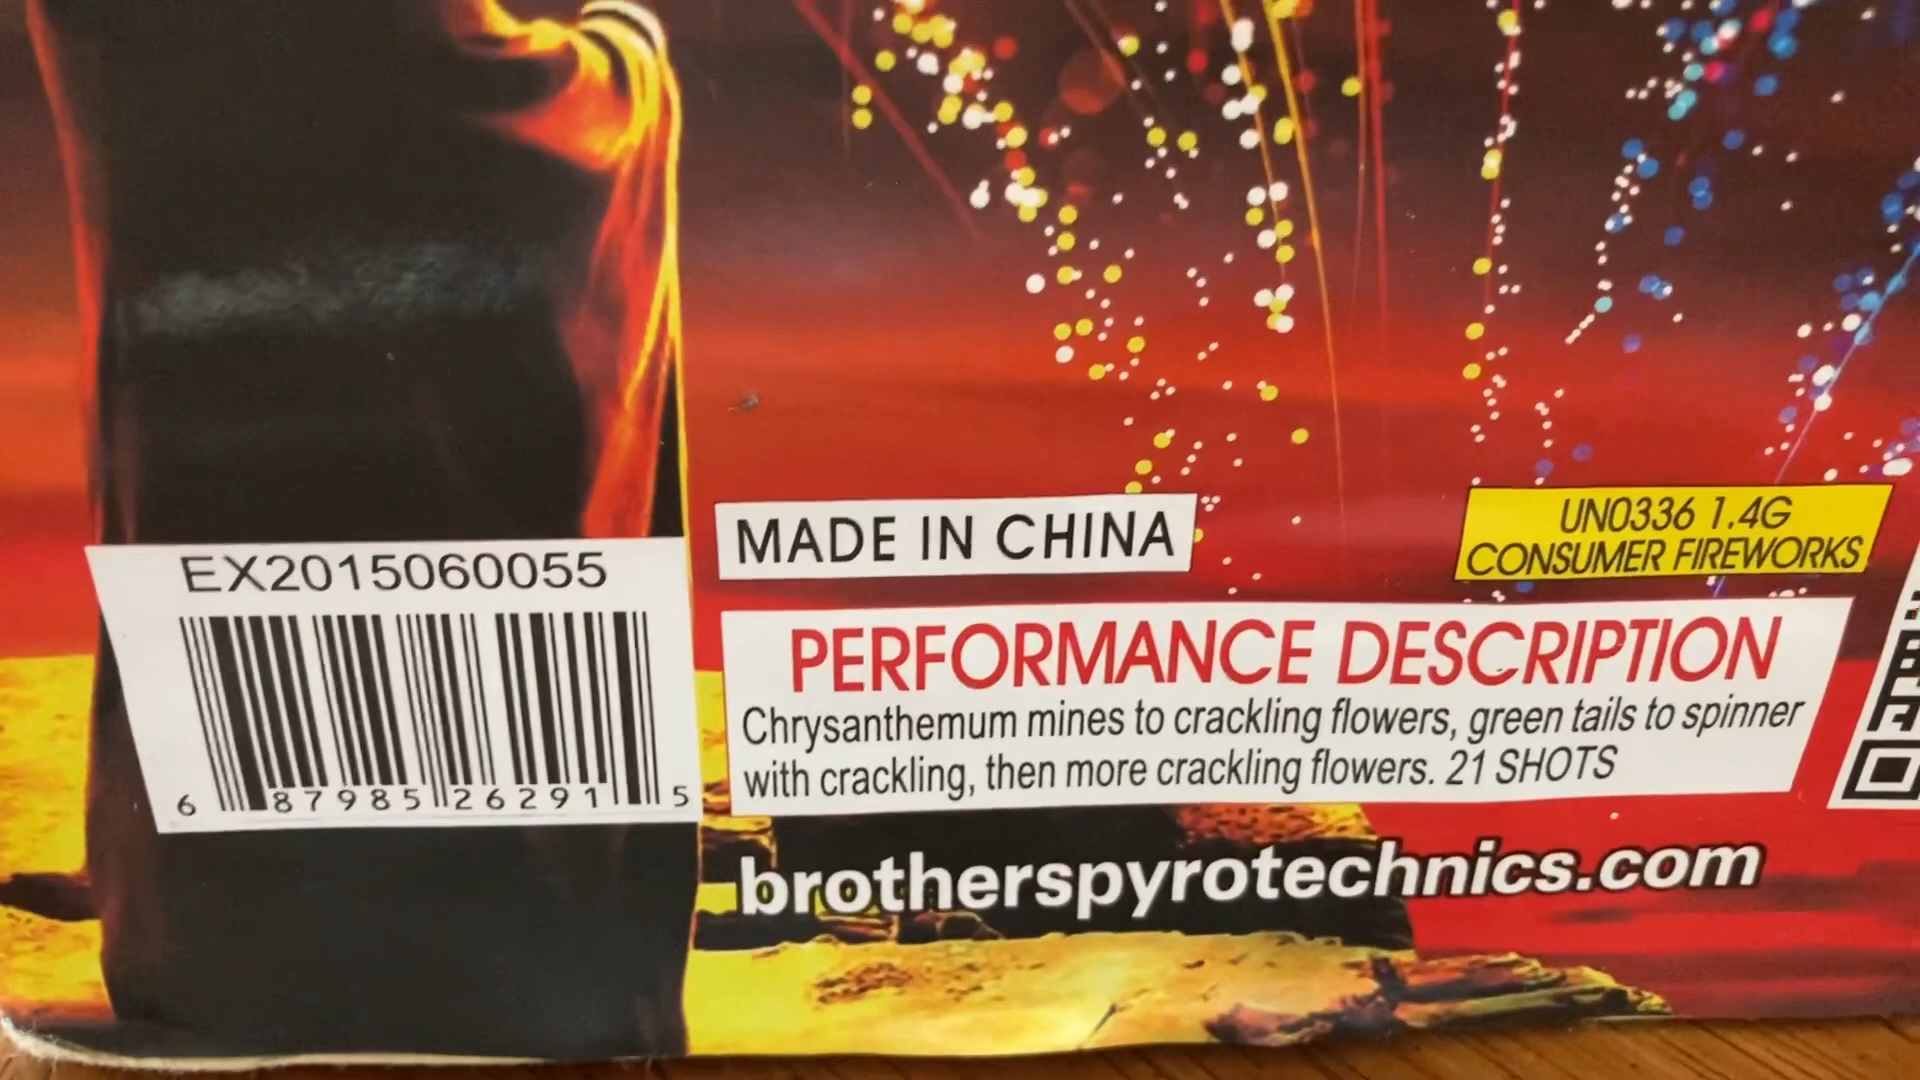 MADE IN CHINA
UN0336 1.4G
CONSUMER FIREWORKS
EX2015060055
6 87985 26291 5
PERFORMANCE DESCRIPTION
Chrysanthemum mines to crackling flowers, green tails to spinner
with crackling, then more crackling flowers. 21 SHOTS
brotherspyrotechnics.com